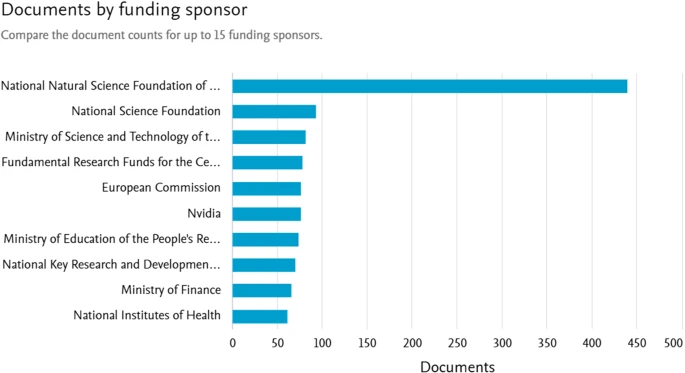 Documents by funding sponsor
Compare the document counts for up to 15 funding sponsors.
National Natural Science Foundation of ...
National Science Foundation
Ministry of Science and Technology of t...
Fundamental Research Funds for the Ce...
European Commission
Nvidia
Ministry of Education of the People's Re...
National Key Research and Developmen...
Ministry of Finance
National Institutes of Health
0 50 100 150 200 250 300 350 400 450 500
Documents